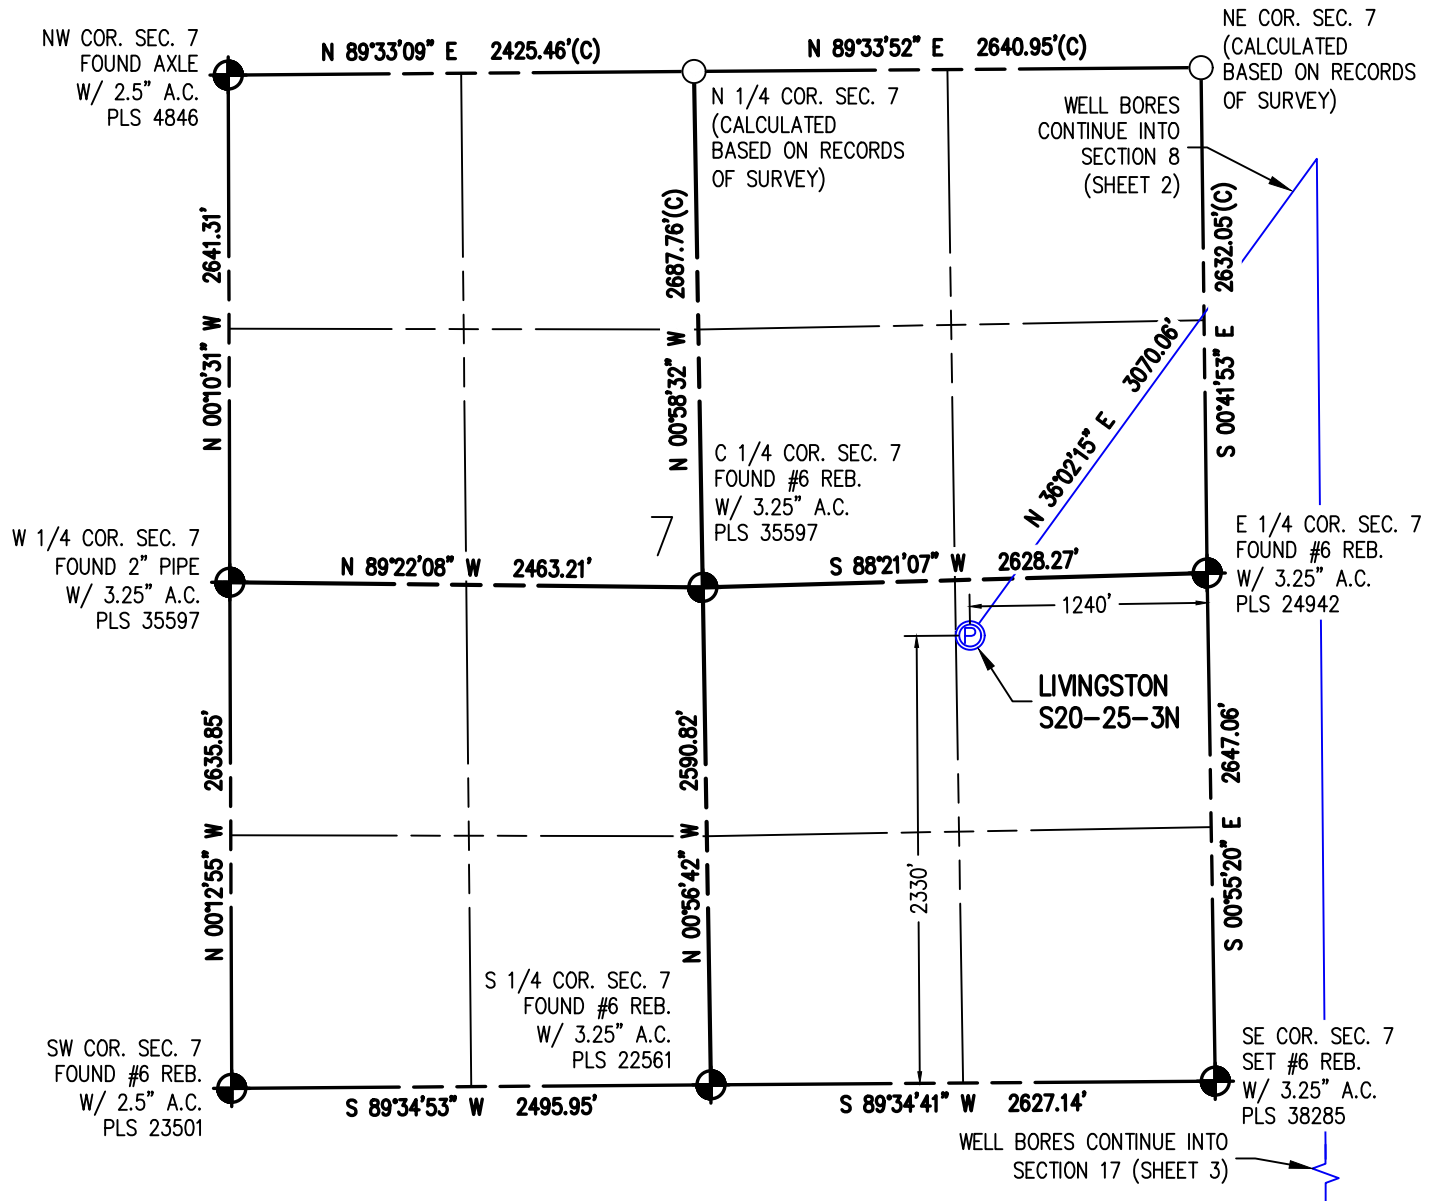 NW COR. SEC. 7
FOUND AXLE
W/ 2.5" A.C.
PLS 4846
N 89°33'09" E 2425.46'(C)
N 89°33'52" E 2640.95'(C)
NE COR. SEC. 7
(CALCULATED
BASED ON RECORDS
OF SURVEY)
N 1/4 COR. SEC. 7
(CALCULATED
BASED ON RECORDS
OF SURVEY)
WELL BORES
CONTINUE INTO
SECTION 8
(SHEET 2)
N 00°10'31" W 2641.31'
N 00°58'32" W 2687.76'(C)
S 00°41'53" E 2632.05'(C)
N 36°02'15" E 3070.06'
C 1/4 COR. SEC. 7
FOUND #6 REB.
W/ 3.25" A.C.
PLS 35597
7
W 1/4 COR. SEC. 7
FOUND 2" PIPE
W/ 3.25" A.C.
PLS 35597
N 89°22'08" W 2463.21'
S 88°21'07" W 2628.27'
E 1/4 COR. SEC. 7
FOUND #6 REB.
W/ 3.25" A.C.
PLS 24942
1240'
P
LIVINGSTON
S20-25-3N
N 00°12'55" W 2635.85'
N 00°56'42" W 2590.82'
2330'
S 00°55'20" E 2647.06'
S 1/4 COR. SEC. 7
FOUND #6 REB.
W/ 3.25" A.C.
PLS 22561
SW COR. SEC. 7
FOUND #6 REB.
W/ 2.5" A.C.
PLS 23501
S 89°34'53" W 2495.95'
S 89°34'41" W 2627.14'
SE COR. SEC. 7
SET #6 REB.
W/ 3.25" A.C.
PLS 38285
WELL BORES CONTINUE INTO
SECTION 17 (SHEET 3)